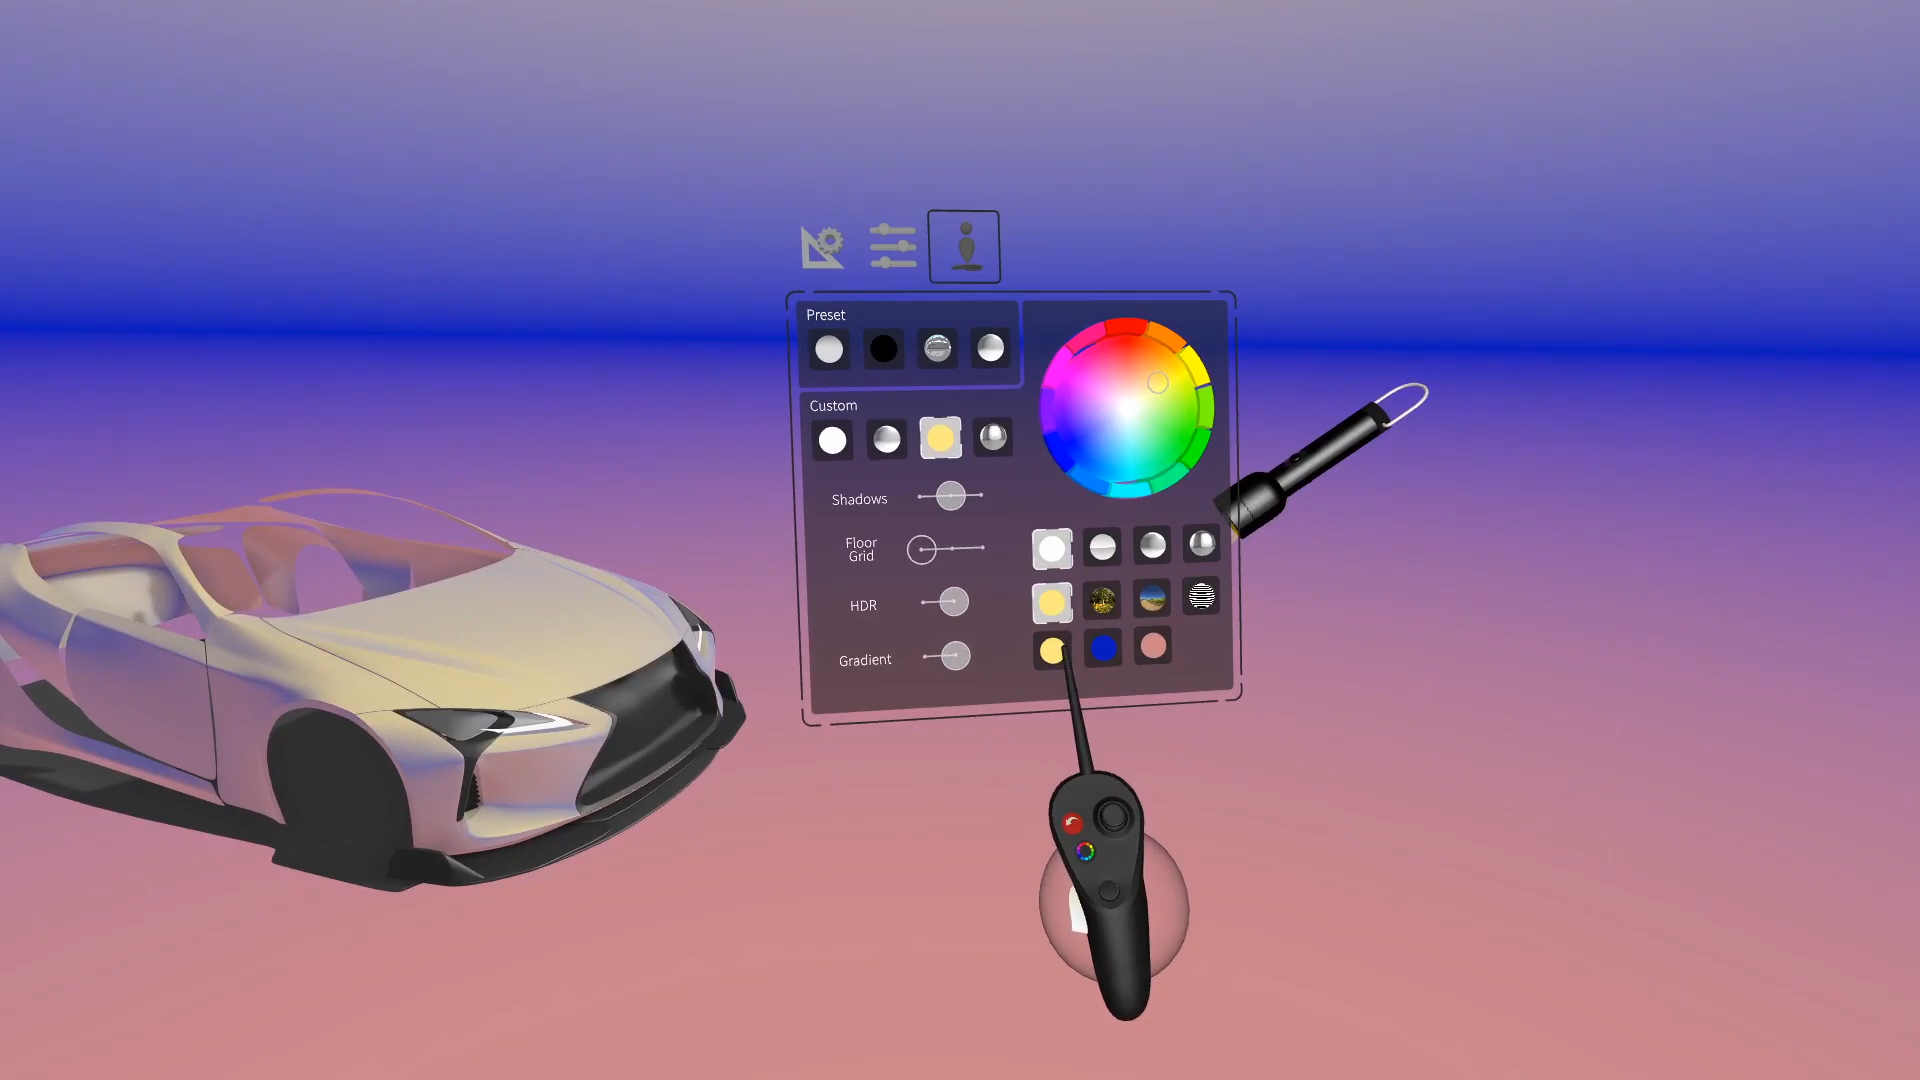 Preset
Custom
Shadows
Floor
Grid
HDR
Gradient